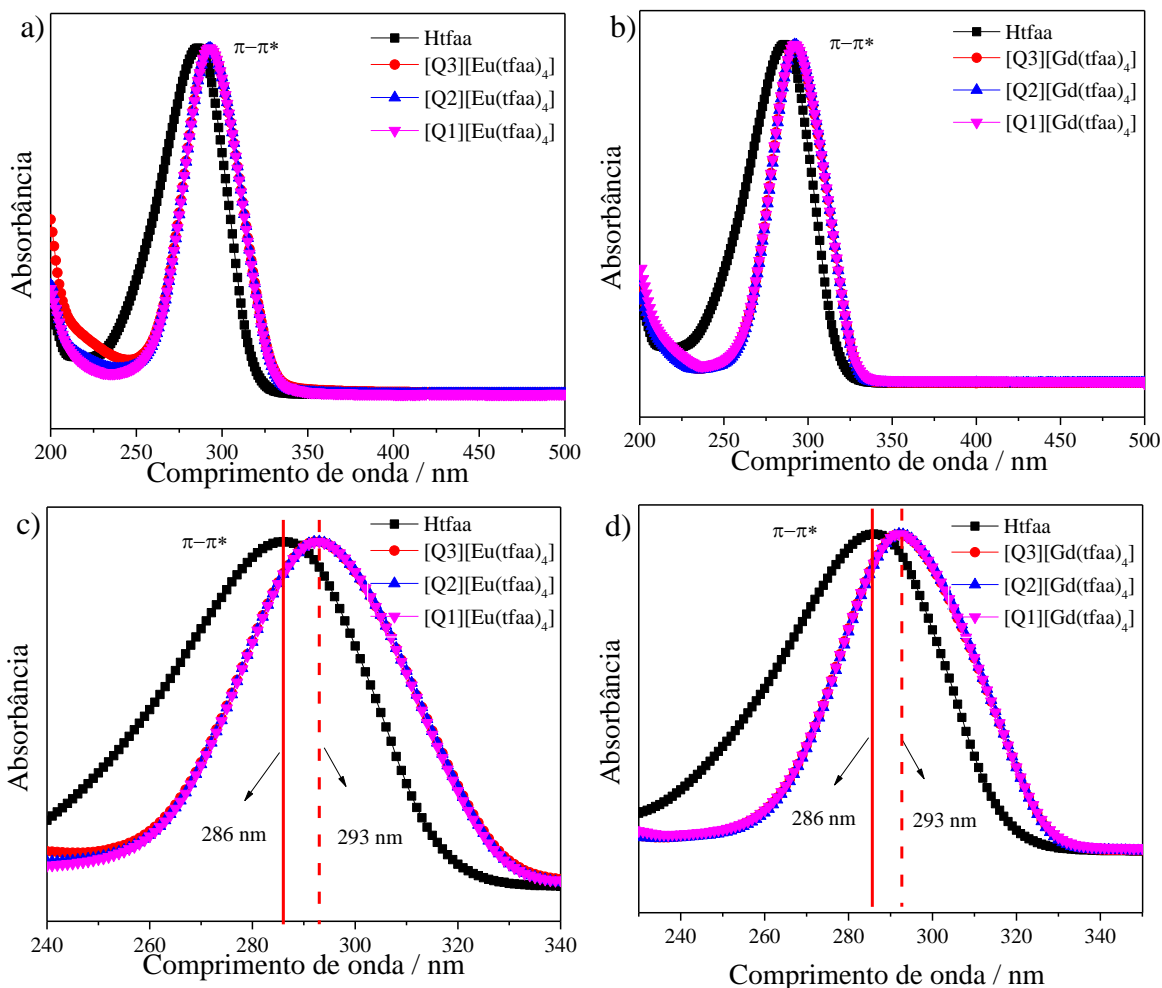 a)
π−π*
Htfaa
[Q3][Eu(tfaa)₄]
[Q2][Eu(tfaa)₄]
[Q1][Eu(tfaa)₄]
Absorbância
200 250 300 350 400 450 500
Comprimento de onda / nm
b)
π−π*
Htfaa
[Q3][Gd(tfaa)₄]
[Q2][Gd(tfaa)₄]
[Q1][Gd(tfaa)₄]
Absorbância
200 250 300 350 400 450 500
Comprimento de onda / nm
c)
π−π*
Htfaa
[Q3][Eu(tfaa)₄]
[Q2][Eu(tfaa)₄]
[Q1][Eu(tfaa)₄]
Absorbância
286 nm
293 nm
240 260 280 300 320 340
Comprimento de onda / nm
d)
π−π*
Htfaa
[Q3][Gd(tfaa)₄]
[Q2][Gd(tfaa)₄]
[Q1][Gd(tfaa)₄]
Absorbância
286 nm
293 nm
240 260 280 300 320 340
Comprimento de onda / nm